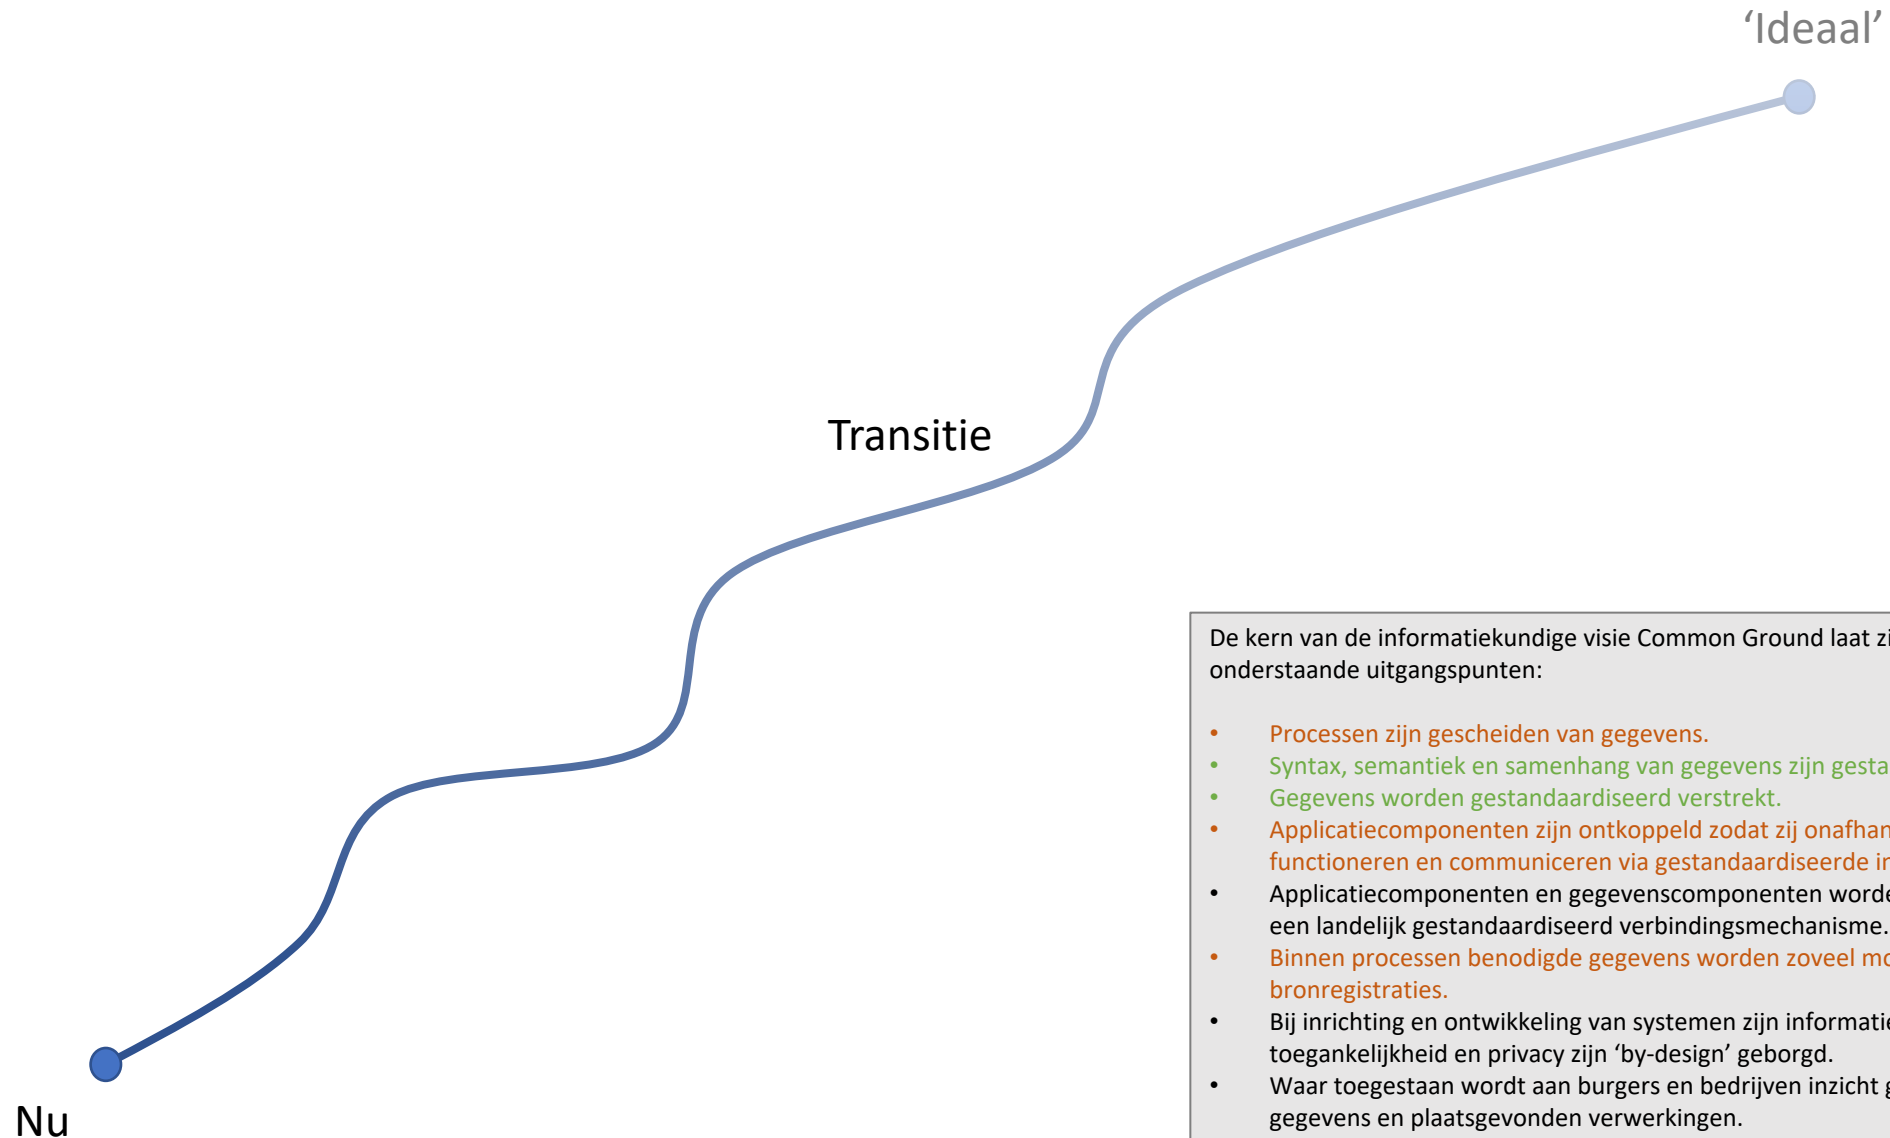 ‘Ideaal’
Transitie
De kern van de informatiekundige visie Common Ground laat
onderstaande uitgangspunten:
• Processen zijn gescheiden van gegevens.
• Syntax, semantiek en samenhang van gegevens zijn
• Gegevens worden gestandaardiseerd verstrekt.
• Applicatiecomponenten zijn ontkoppeld zodat zij
functioneren en communiceren via gestandaardiseerde
• Applicatiecomponenten en gegevenscomponenten
een landelijk gestandaardiseerd verbindingsmechanisme.
• Binnen processen benodigde gegevens worden zoveel
bronregistraties.
• Bij inrichting en ontwikkeling van systemen zijn
toegankelijkheid en privacy zijn ‘by-design’ geborgd.
• Waar toegestaan wordt aan burgers en bedrijven inzicht
gegevens en plaatsgevonden verwerkingen.
Nu